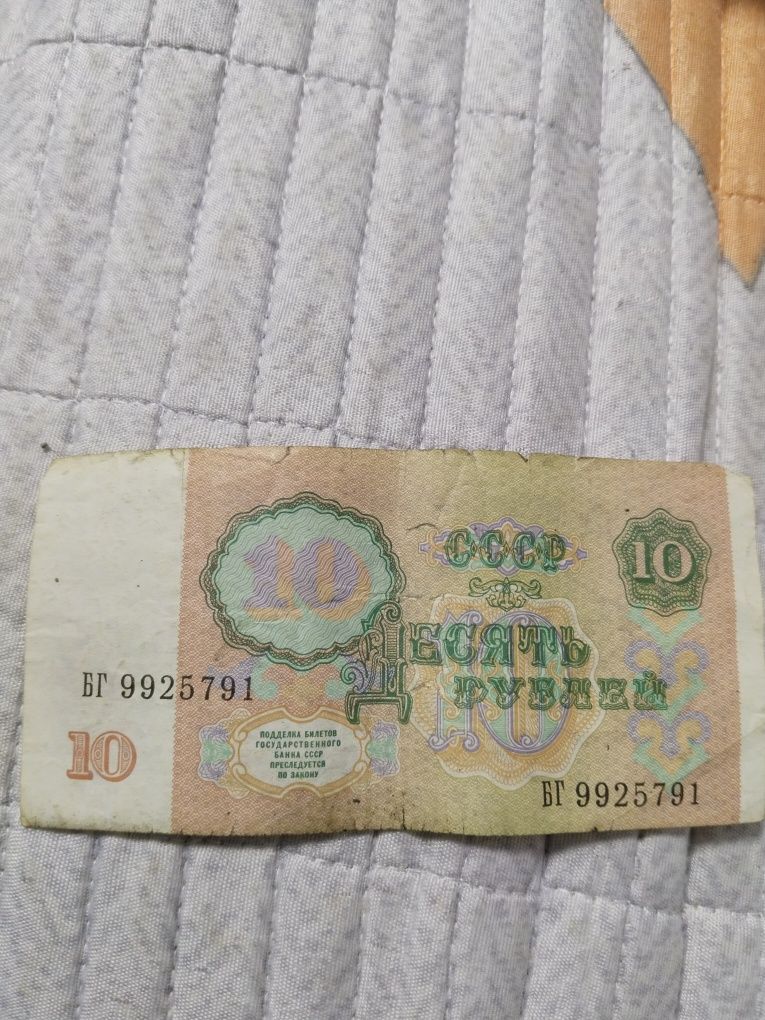 10
СССР
10
ДЕСЯТЬ
РУБЛЕЙ
10
БГ 9925791
10
ПОДДЕЛКА БИЛЕТОВ
ГОСУДАРСТВЕННОГО
БАНКА СССР
ПРЕСЛЕДУЕТСЯ
ПО ЗАКОНУ
БГ 9925791